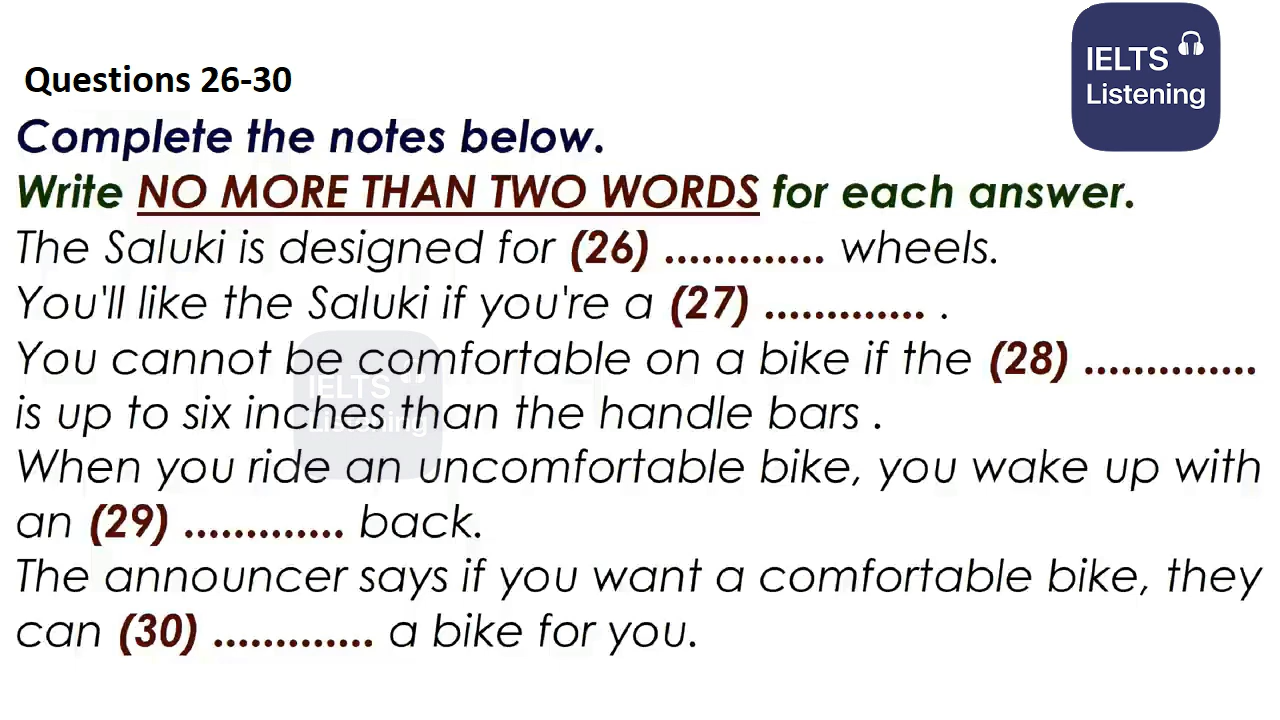 IELTS
Listening
Questions 26-30
Complete the notes below.
Write NO MORE THAN TWO WORDS for each answer.
The Saluki is designed for (26) ............. wheels.
You'll like the Saluki if you're a (27) ............. .
You cannot be comfortable on a bike if the (28) ..............
is up to six inches than the handle bars .
When you ride an uncomfortable bike, you wake up with
an (29) ............. back.
The announcer says if you want a comfortable bike, they
can (30) ............. a bike for you.
IELTS
Listening